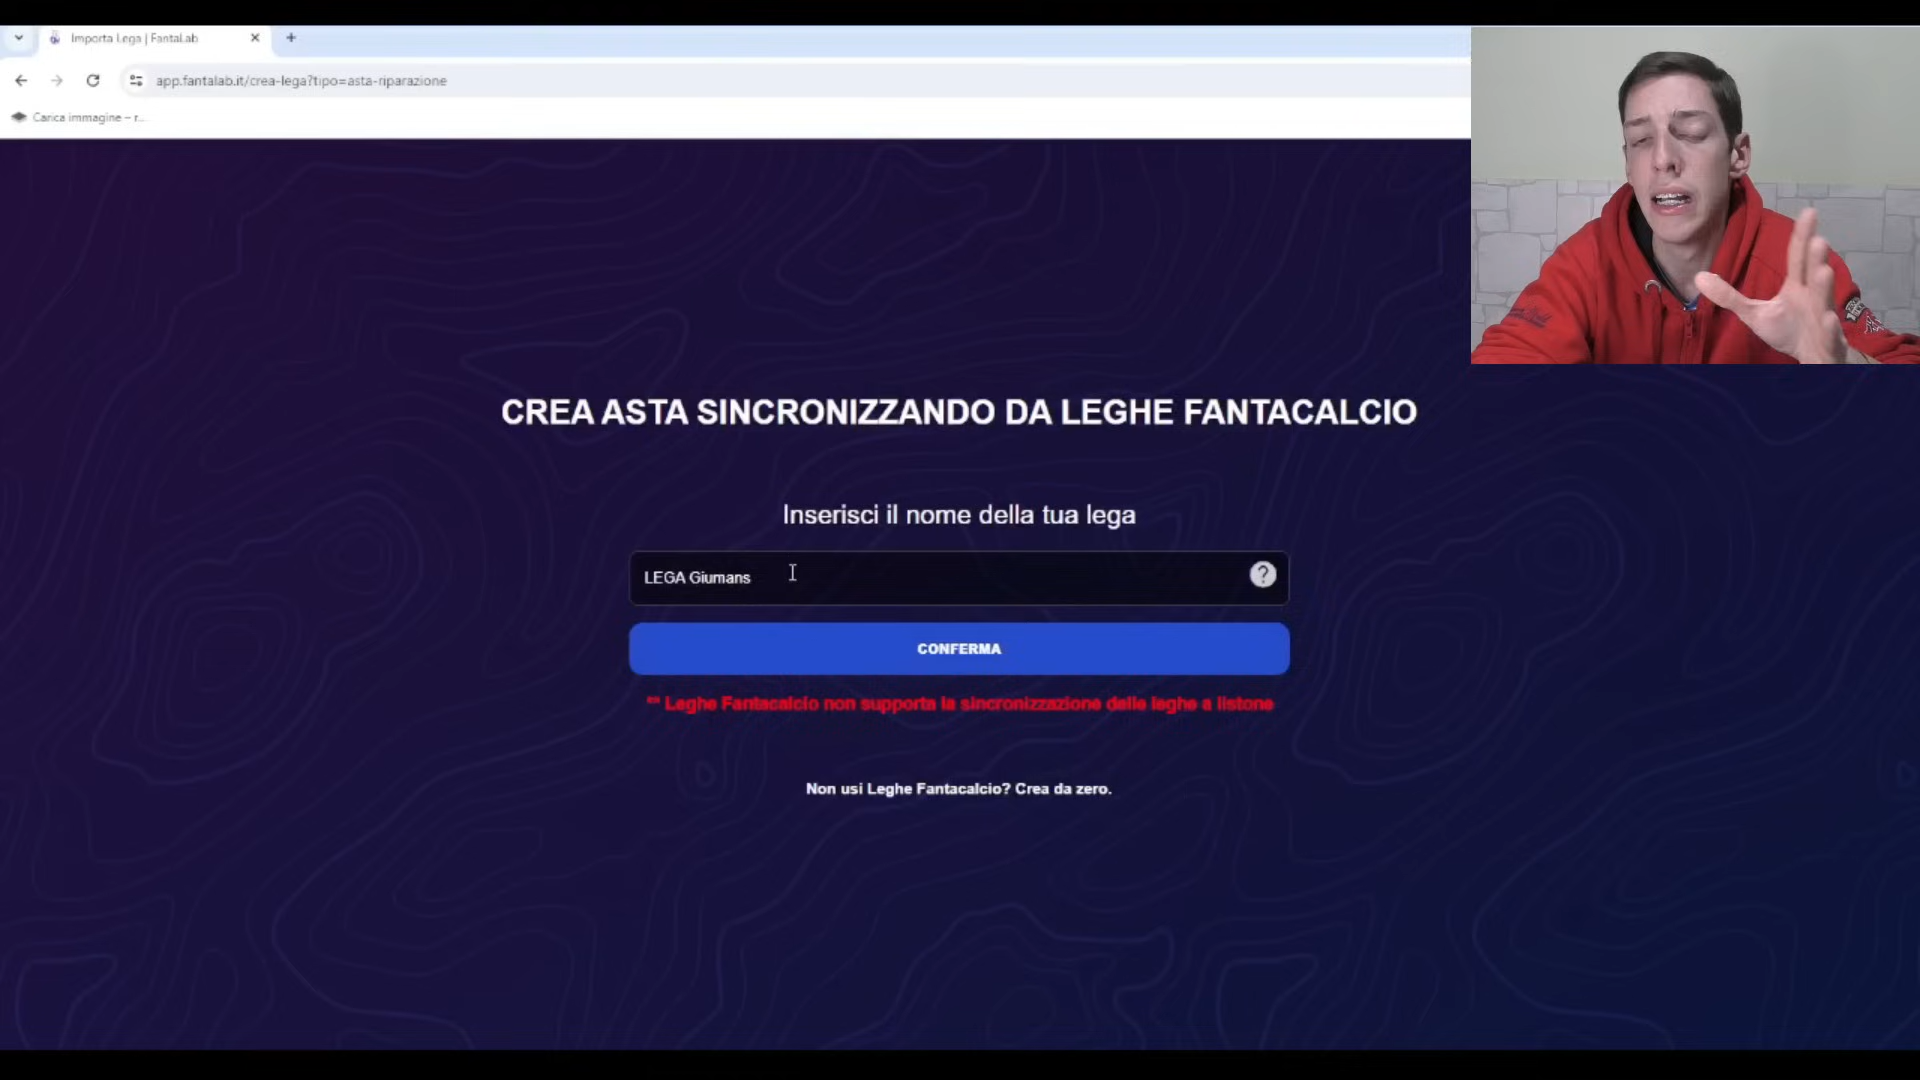 Importa Lega | FantaLab
app.fantalab.it/crea-lega?tipo=asta-riparazione
Carica immagine – r...
CREA ASTA SINCRONIZZANDO DA LEGHE FANTACALCIO
Inserisci il nome della tua lega
LEGA Giumans
?
CONFERMA
** Leghe Fantacalcio non supporta la sincronizzazione delle leghe a listone
Non usi Leghe Fantacalcio? Crea da zero.